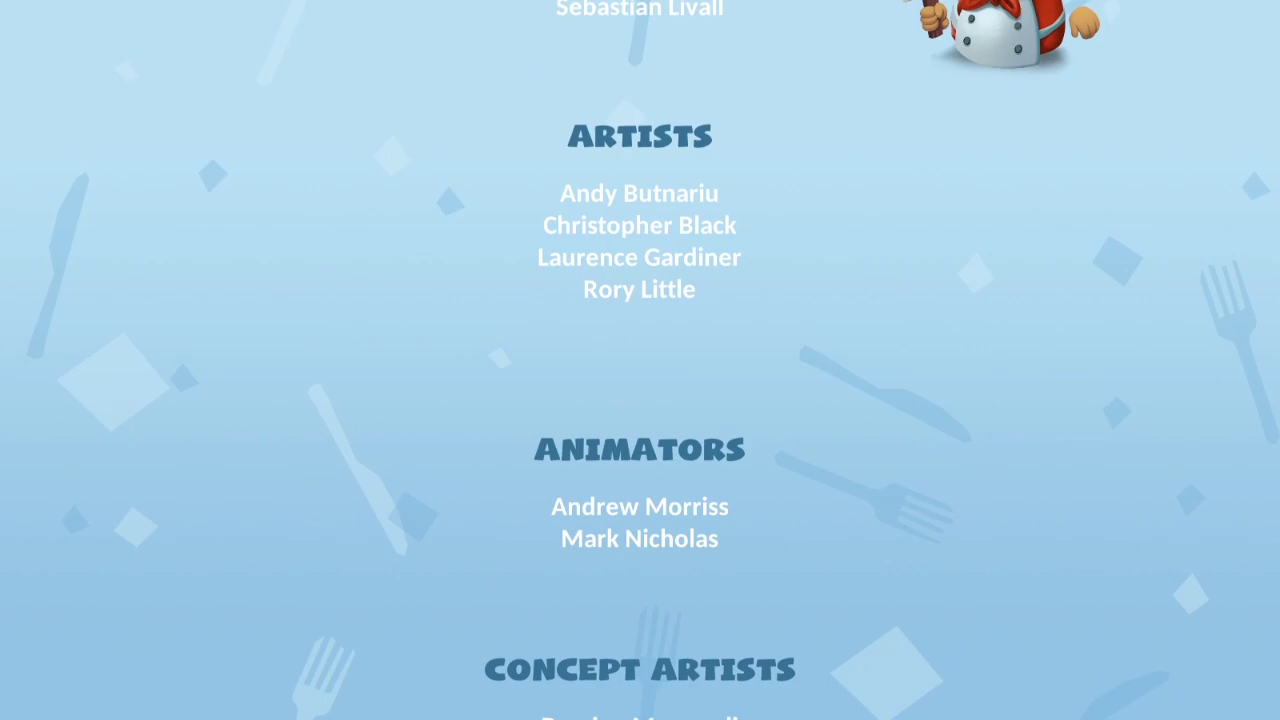 Sebastian Livall
ARTISTS
Andy Butnariu
Christopher Black
Laurence Gardiner
Rory Little
ANIMATORS
Andrew Morriss
Mark Nicholas
CONCEPT ARTISTS